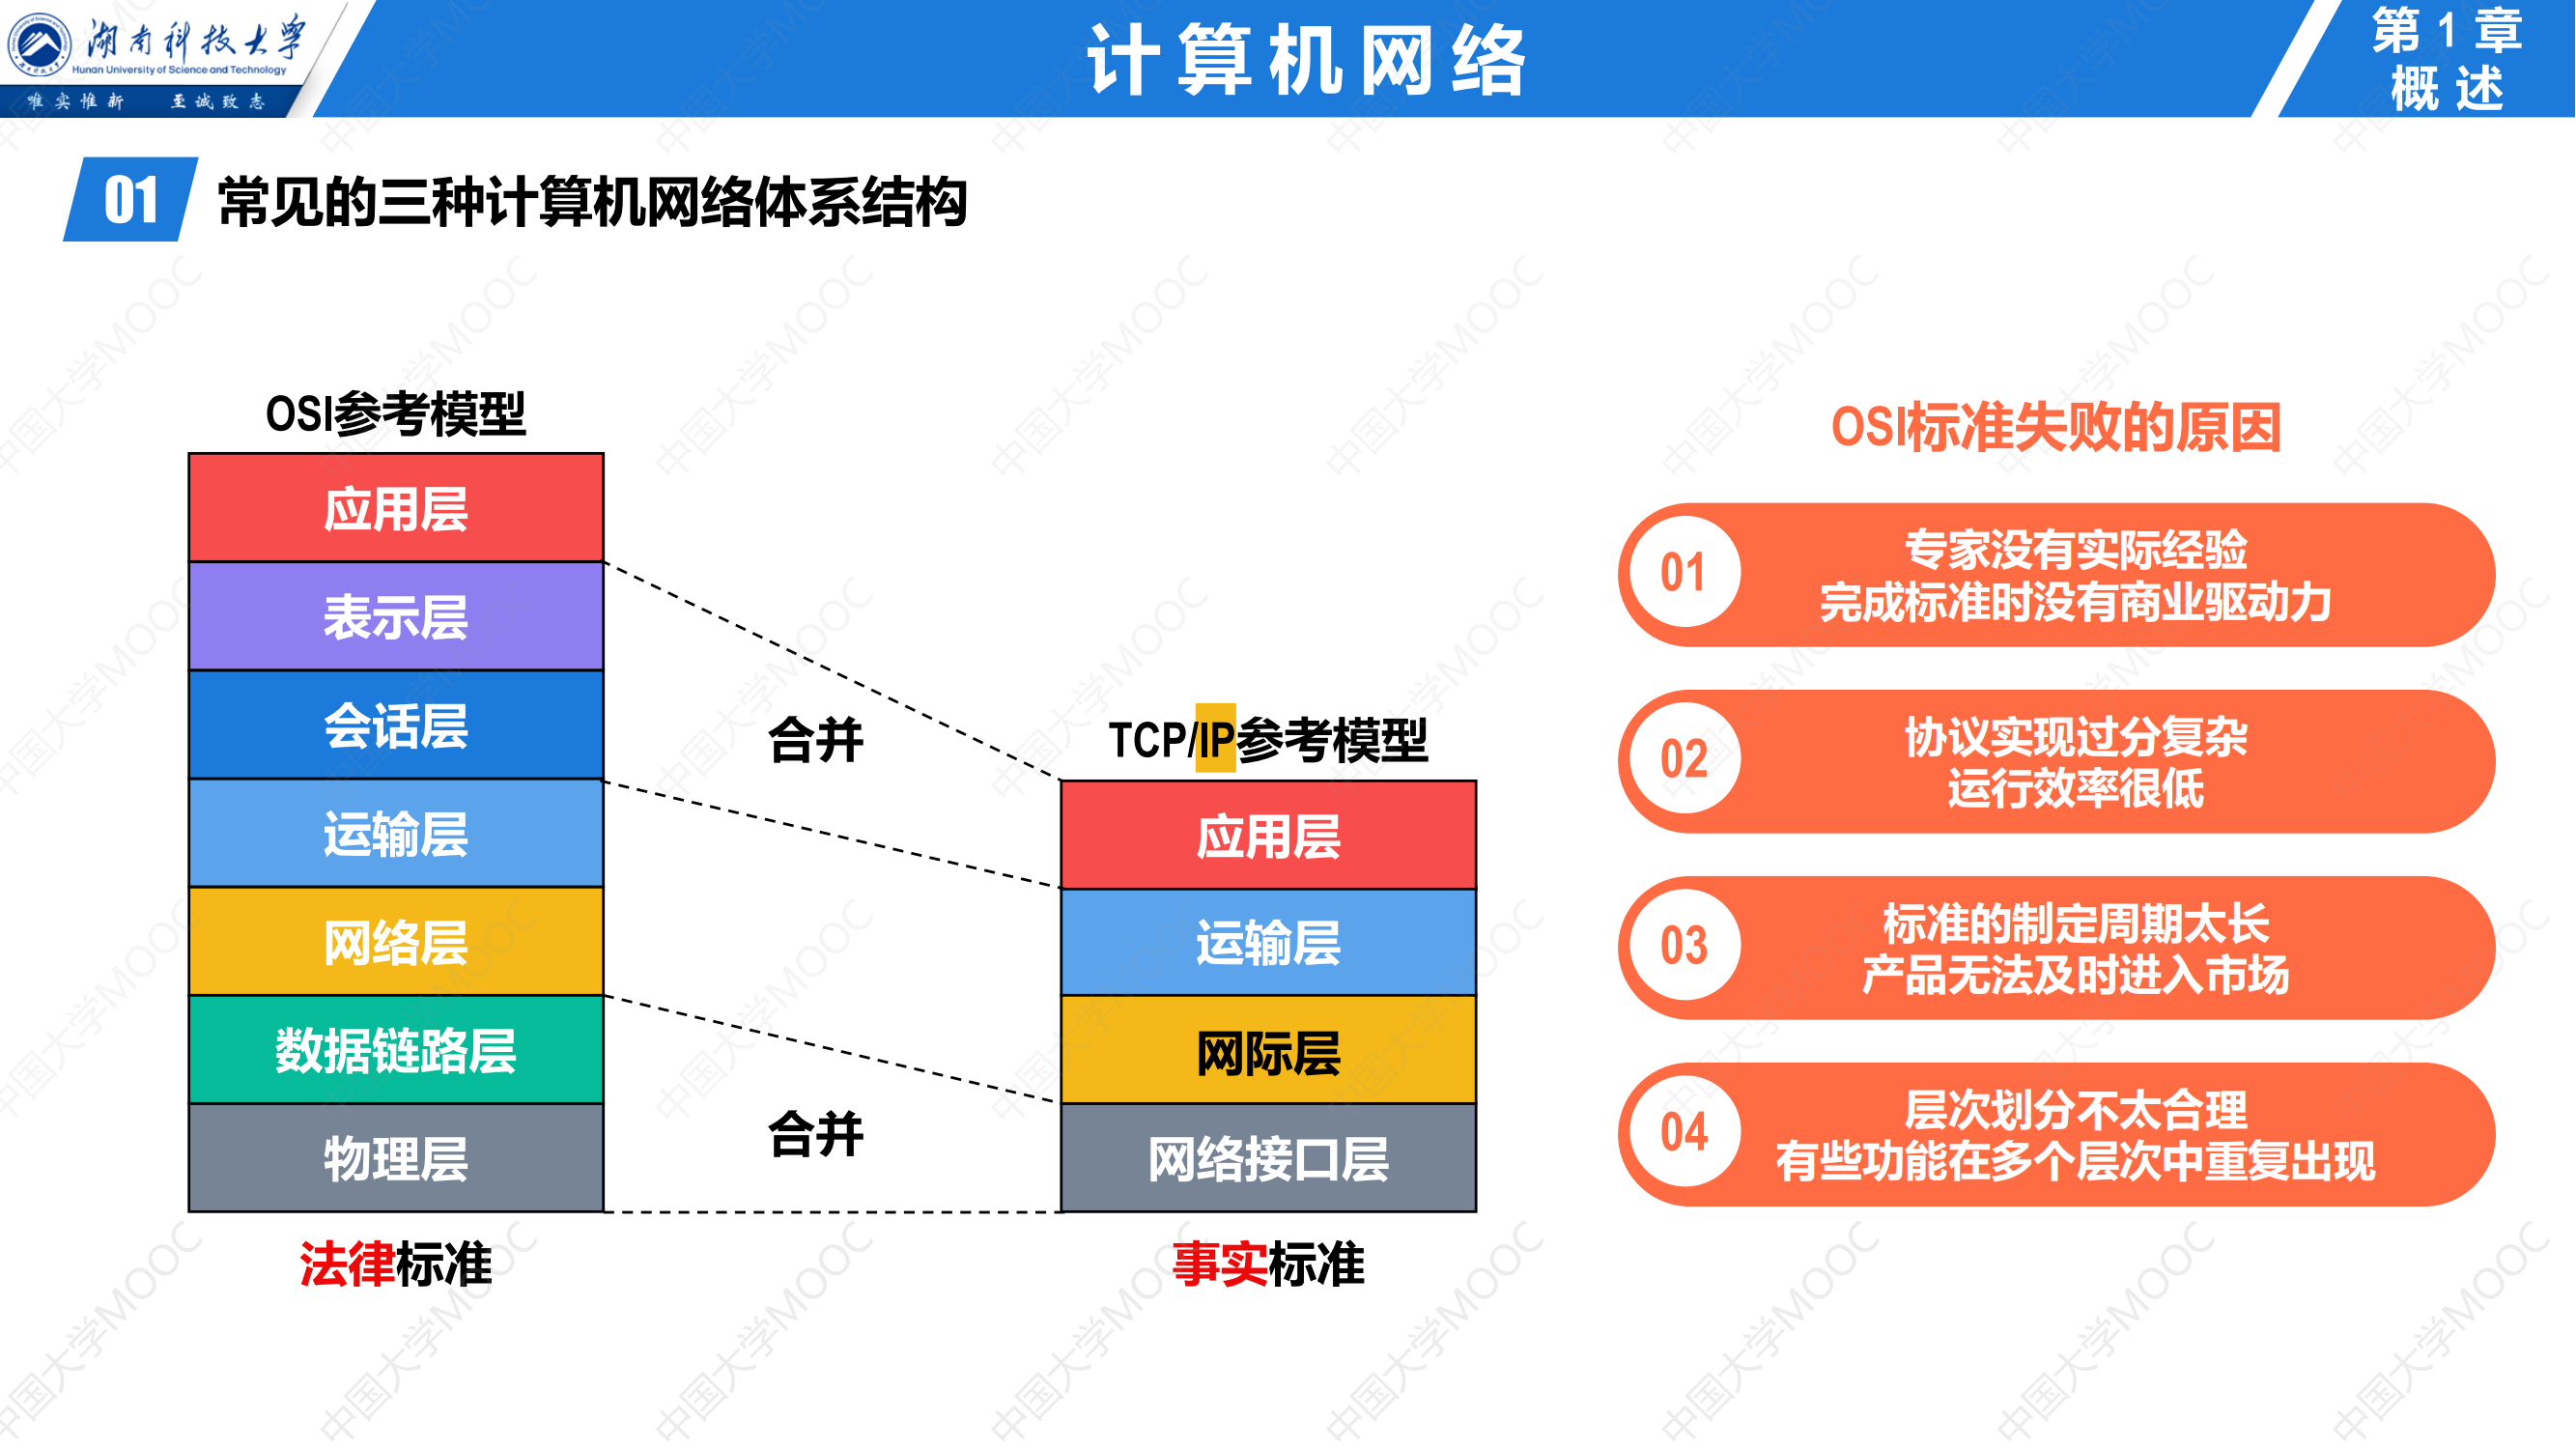 湖南科技大学
Hunan University of Science and Technology
唯实惟新 至诚致志
计算机网络
第1章
概述
01
常见的三种计算机网络体系结构
OSI参考模型
应用层
表示层
会话层
运输层
网络层
数据链路层
物理层
法律标准
合并
合并
TCP/IP参考模型
应用层
运输层
网际层
网络接口层
事实标准
OSI标准失败的原因
01
专家没有实际经验
完成标准时没有商业驱动力
02
协议实现过分复杂
运行效率很低
03
标准的制定周期太长
产品无法及时进入市场
04
层次划分不太合理
有些功能在多个层次中重复出现
中国大学MOOC